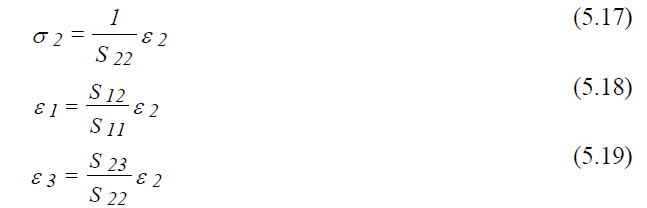 σ 2 = 1 / S 22 ε 2 (5.17)
ε 1 = S 12 / S 11 ε 2 (5.18)
ε 3 = S 23 / S 22 ε 2 (5.19)